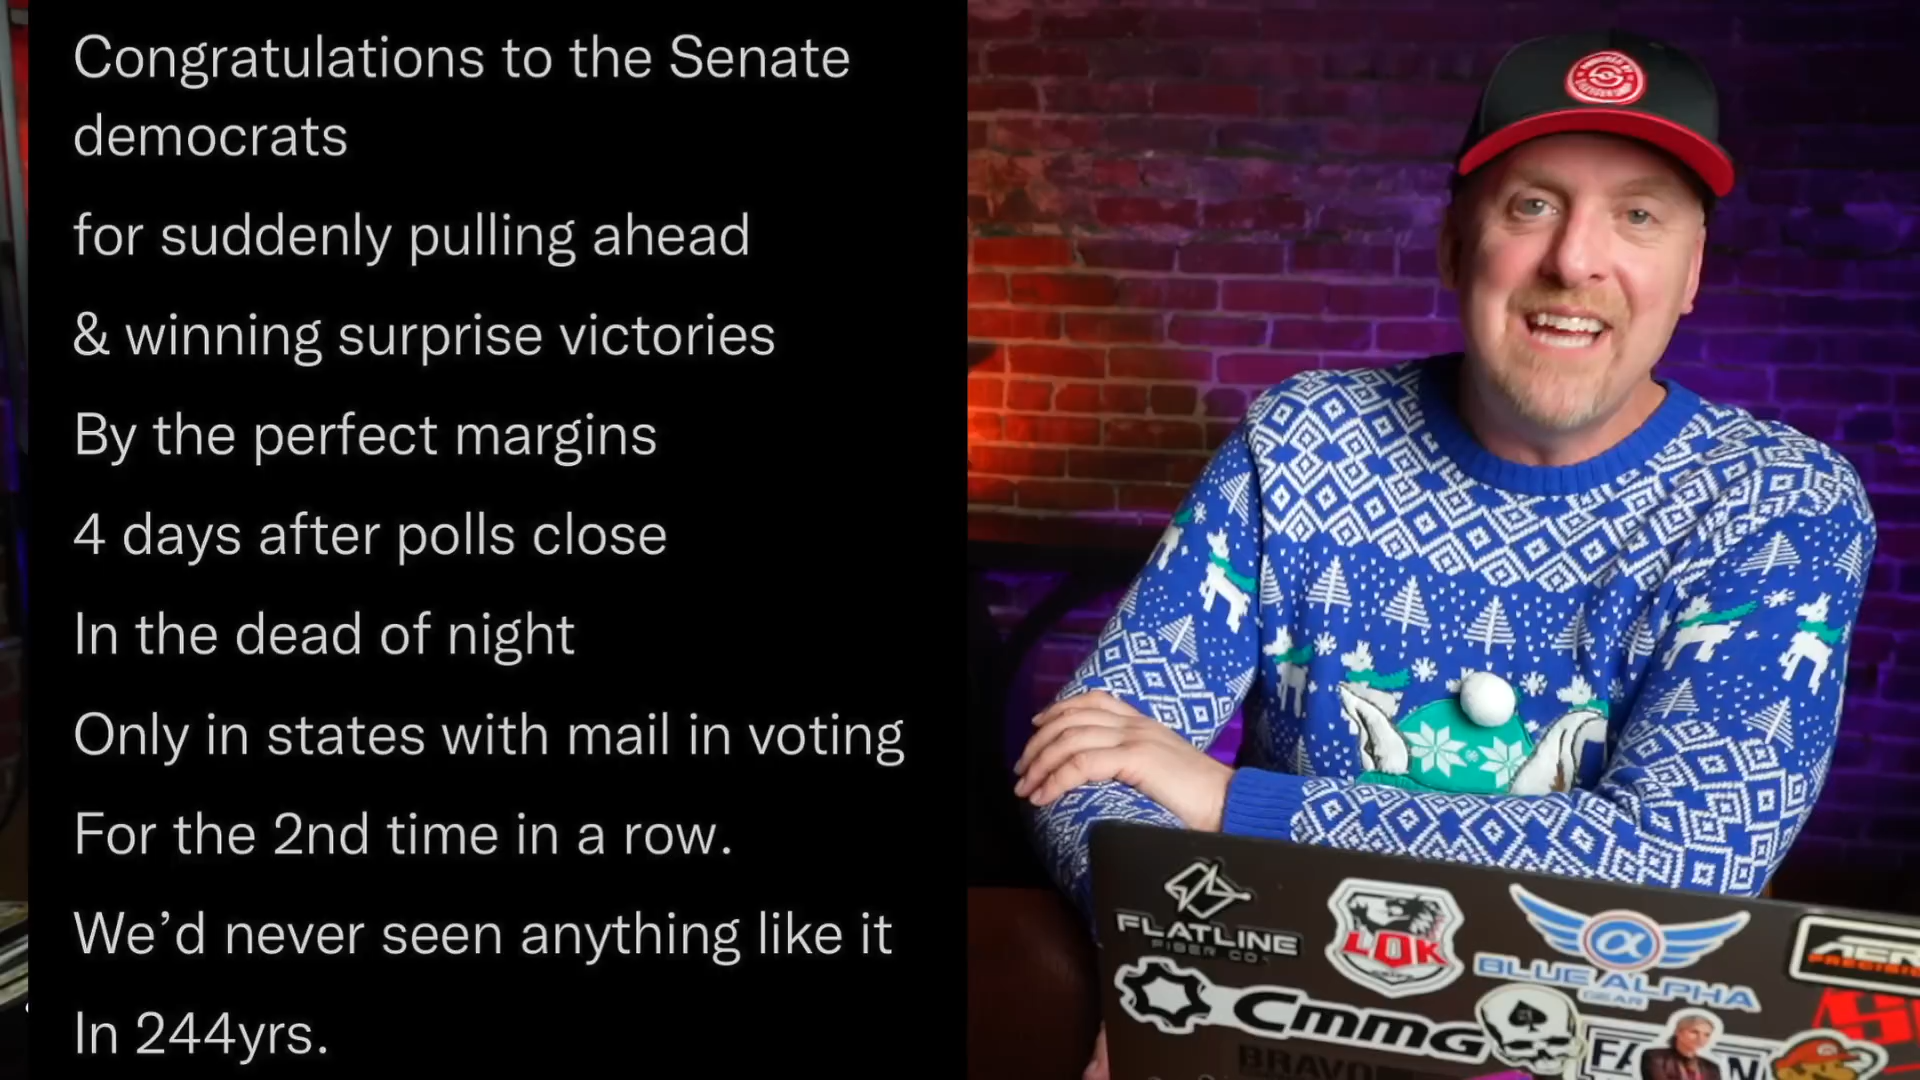 Congratulations to the Senate
democrats
for suddenly pulling ahead
& winning surprise victories
By the perfect margins
4 days after polls close
In the dead of night
Only in states with mail in voting
For the 2nd time in a row.
We’d never seen anything like it
In 244yrs.
FLATLINE
FIBER CO.
LOK
BLUE ALPHA
GEAR
CMMG
BRAVO